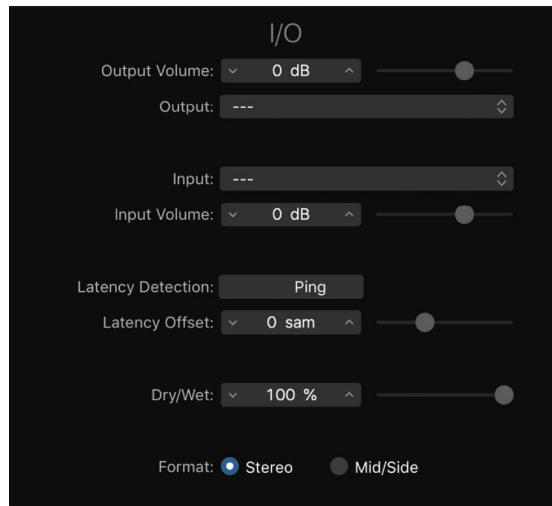 I/O
Output Volume: 0 dB
Output: ---
Input: ---
Input Volume: 0 dB
Latency Detection: Ping
Latency Offset: 0 sam
Dry/Wet: 100 %
Format: Stereo Mid/Side